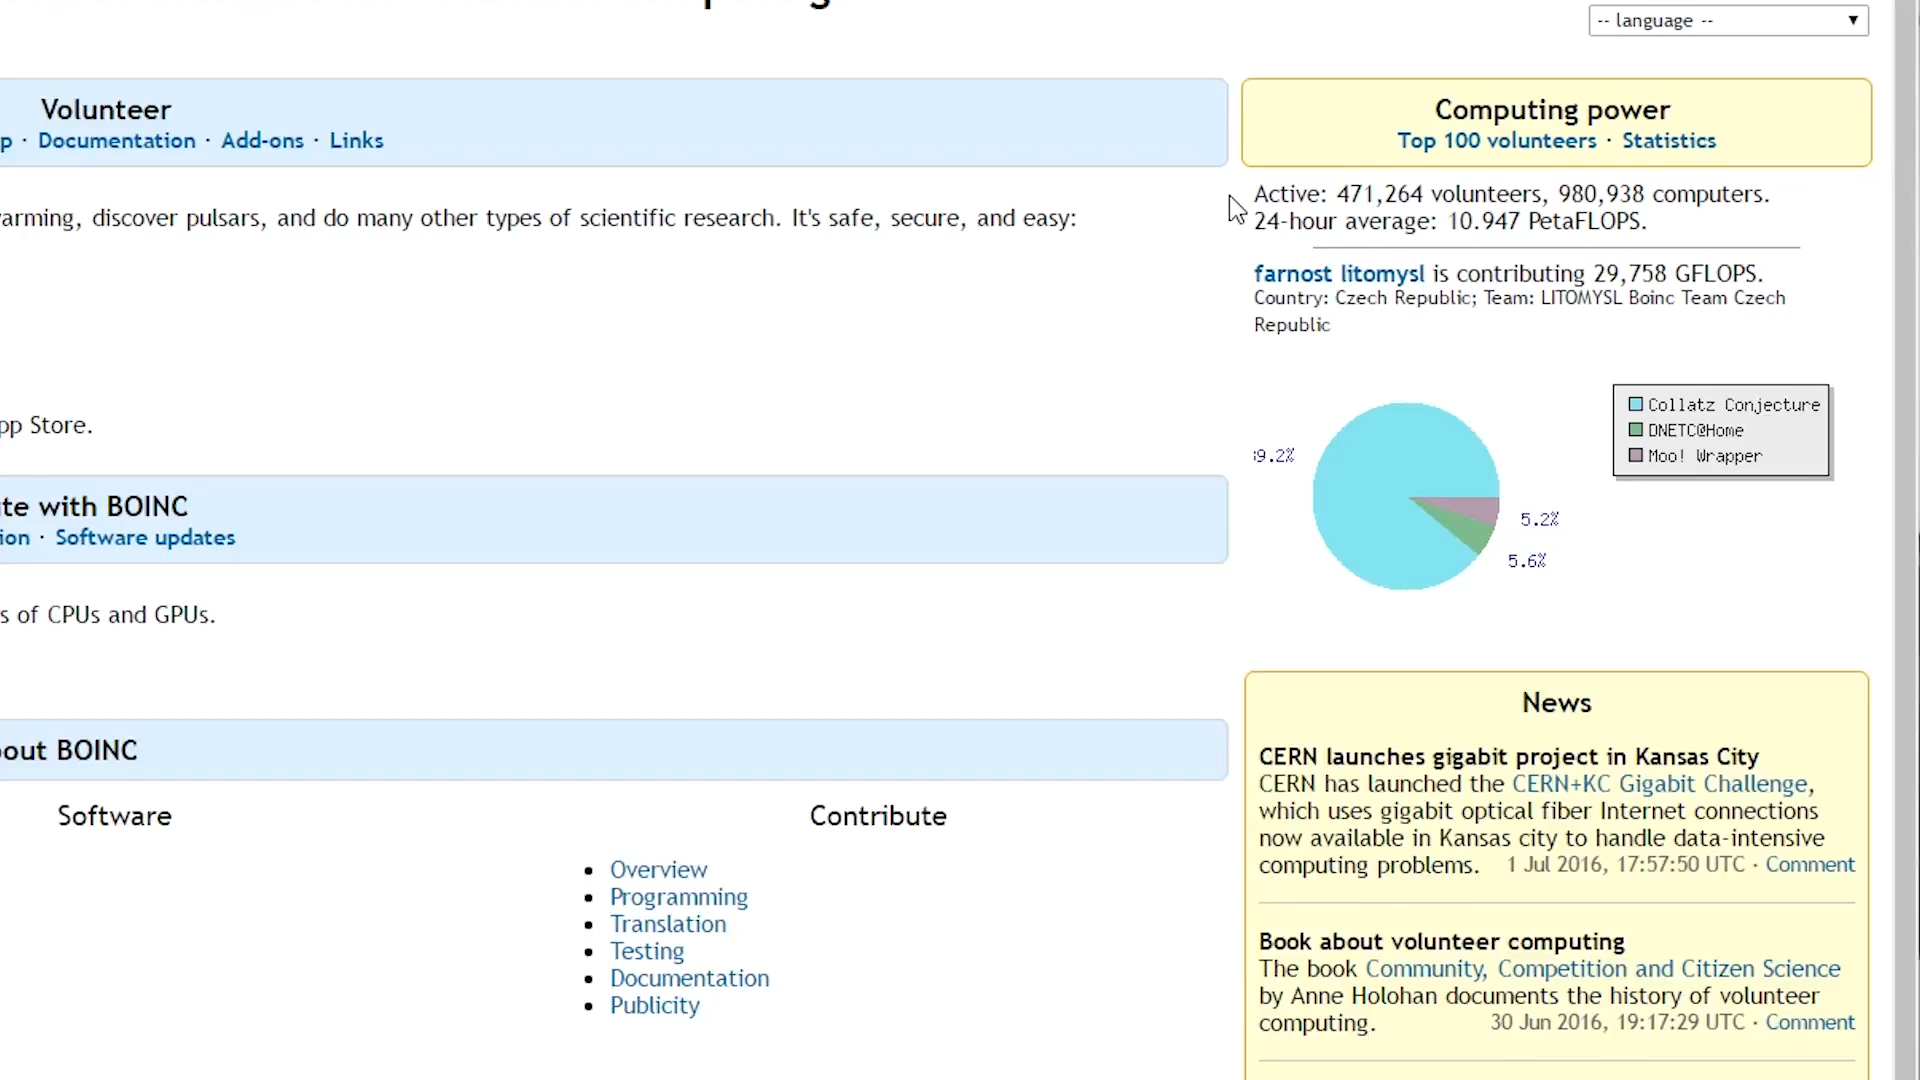 -- language --
Volunteer
p · Documentation · Add-ons · Links
arming, discover pulsars, and do many other types of scientific research. It's safe, secure, and easy:
pp Store.
te with BOINC
ion · Software updates
s of CPUs and GPUs.
out BOINC
Software
Contribute
Overview
Programming
Translation
Testing
Documentation
Publicity
Computing power
Top 100 volunteers · Statistics
Active: 471,264 volunteers, 980,938 computers.
24-hour average: 10.947 PetaFLOPS.
farnost litomysl is contributing 29,758 GFLOPS.
Country: Czech Republic; Team: LITOMYSL Boinc Team Czech
Republic
Collatz Conjecture
DNETC@Home
Moo! Wrapper
9.2%
5.2%
5.6%
News
CERN launches gigabit project in Kansas City
CERN has launched the CERN+KC Gigabit Challenge,
which uses gigabit optical fiber Internet connections
now available in Kansas city to handle data-intensive
computing problems. 1 Jul 2016, 17:57:50 UTC · Comment
Book about volunteer computing
The book Community, Competition and Citizen Science
by Anne Holohan documents the history of volunteer
computing. 30 Jun 2016, 19:17:29 UTC · Comment